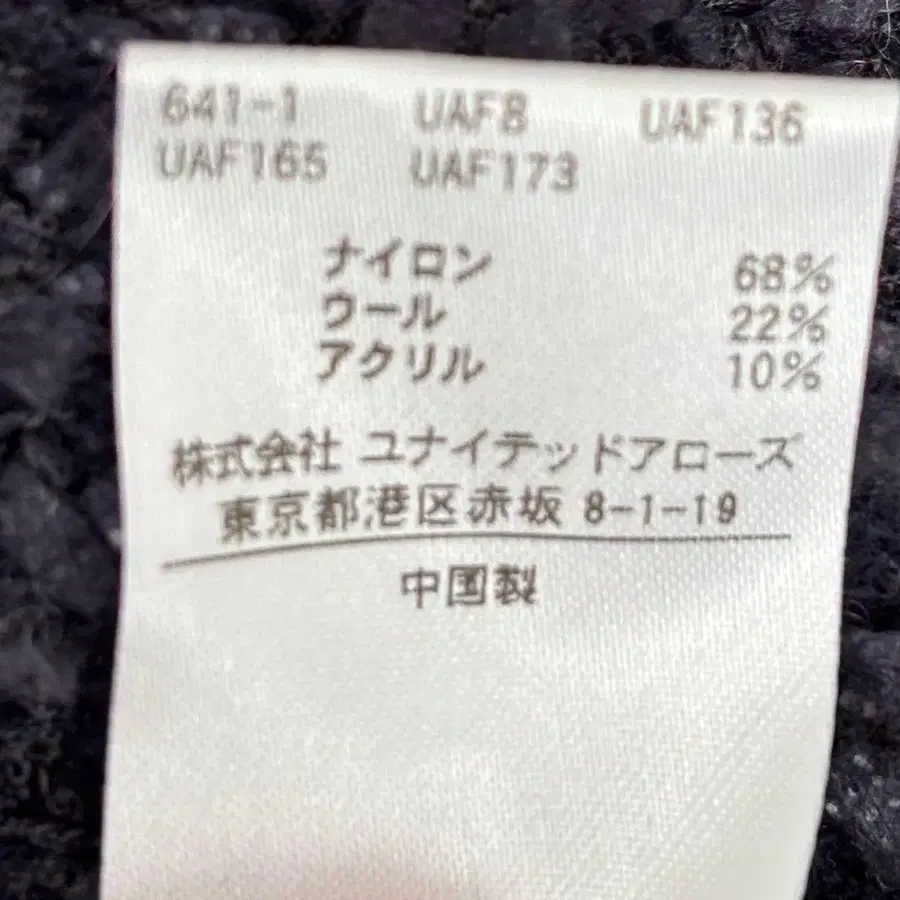 641-1 UAF8 UAF136
UAF165 UAF173
ナイロン 68%
ウール 22%
アクリル 10%
株式会社 ユナイテッドアローズ
東京都港区赤坂 8-1-19
中国製